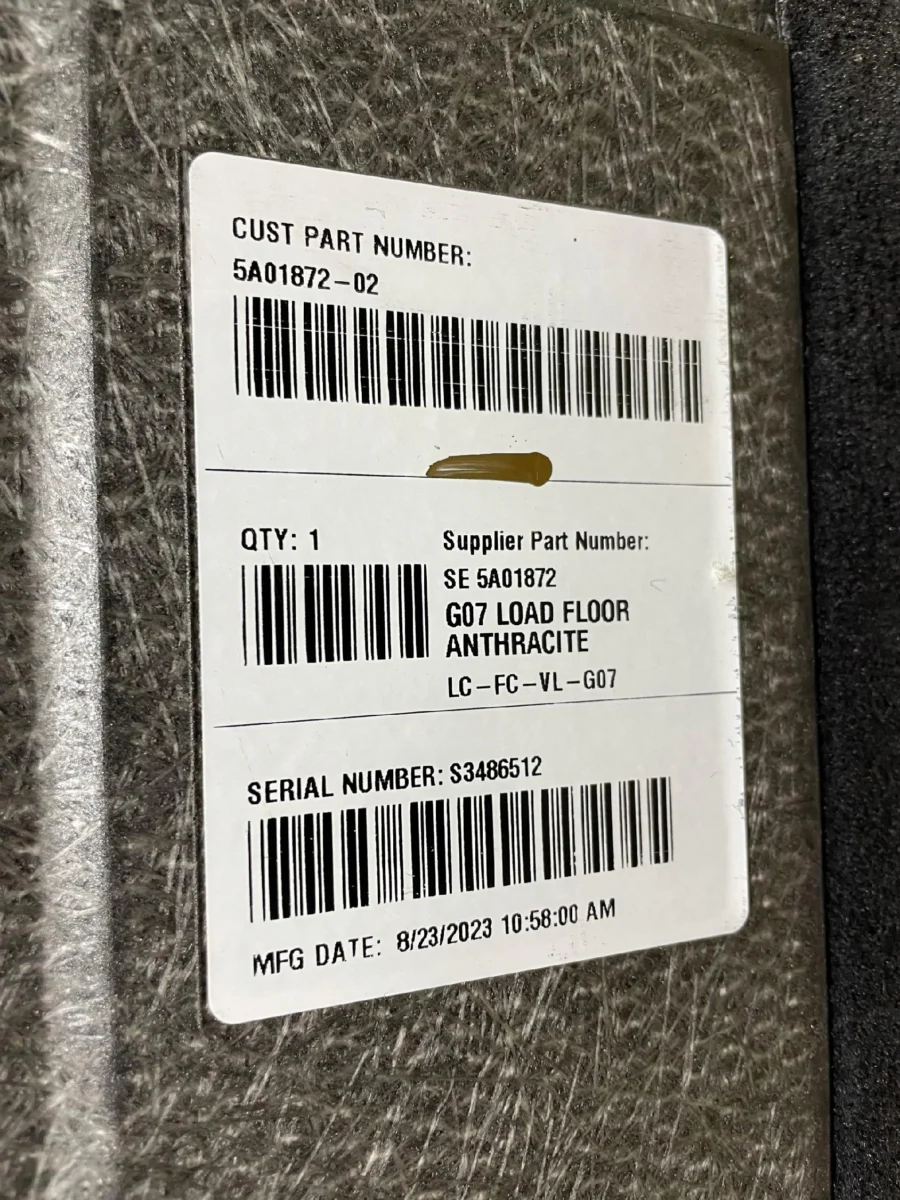 CUST PART NUMBER:
5A01872-02
QTY: 1
Supplier Part Number:
SE 5A01872
G07 LOAD FLOOR
ANTHRACITE
LC-FC-VL-G07
SERIAL NUMBER: S3486512
MFG DATE: 8/23/2023 10:58:00 AM